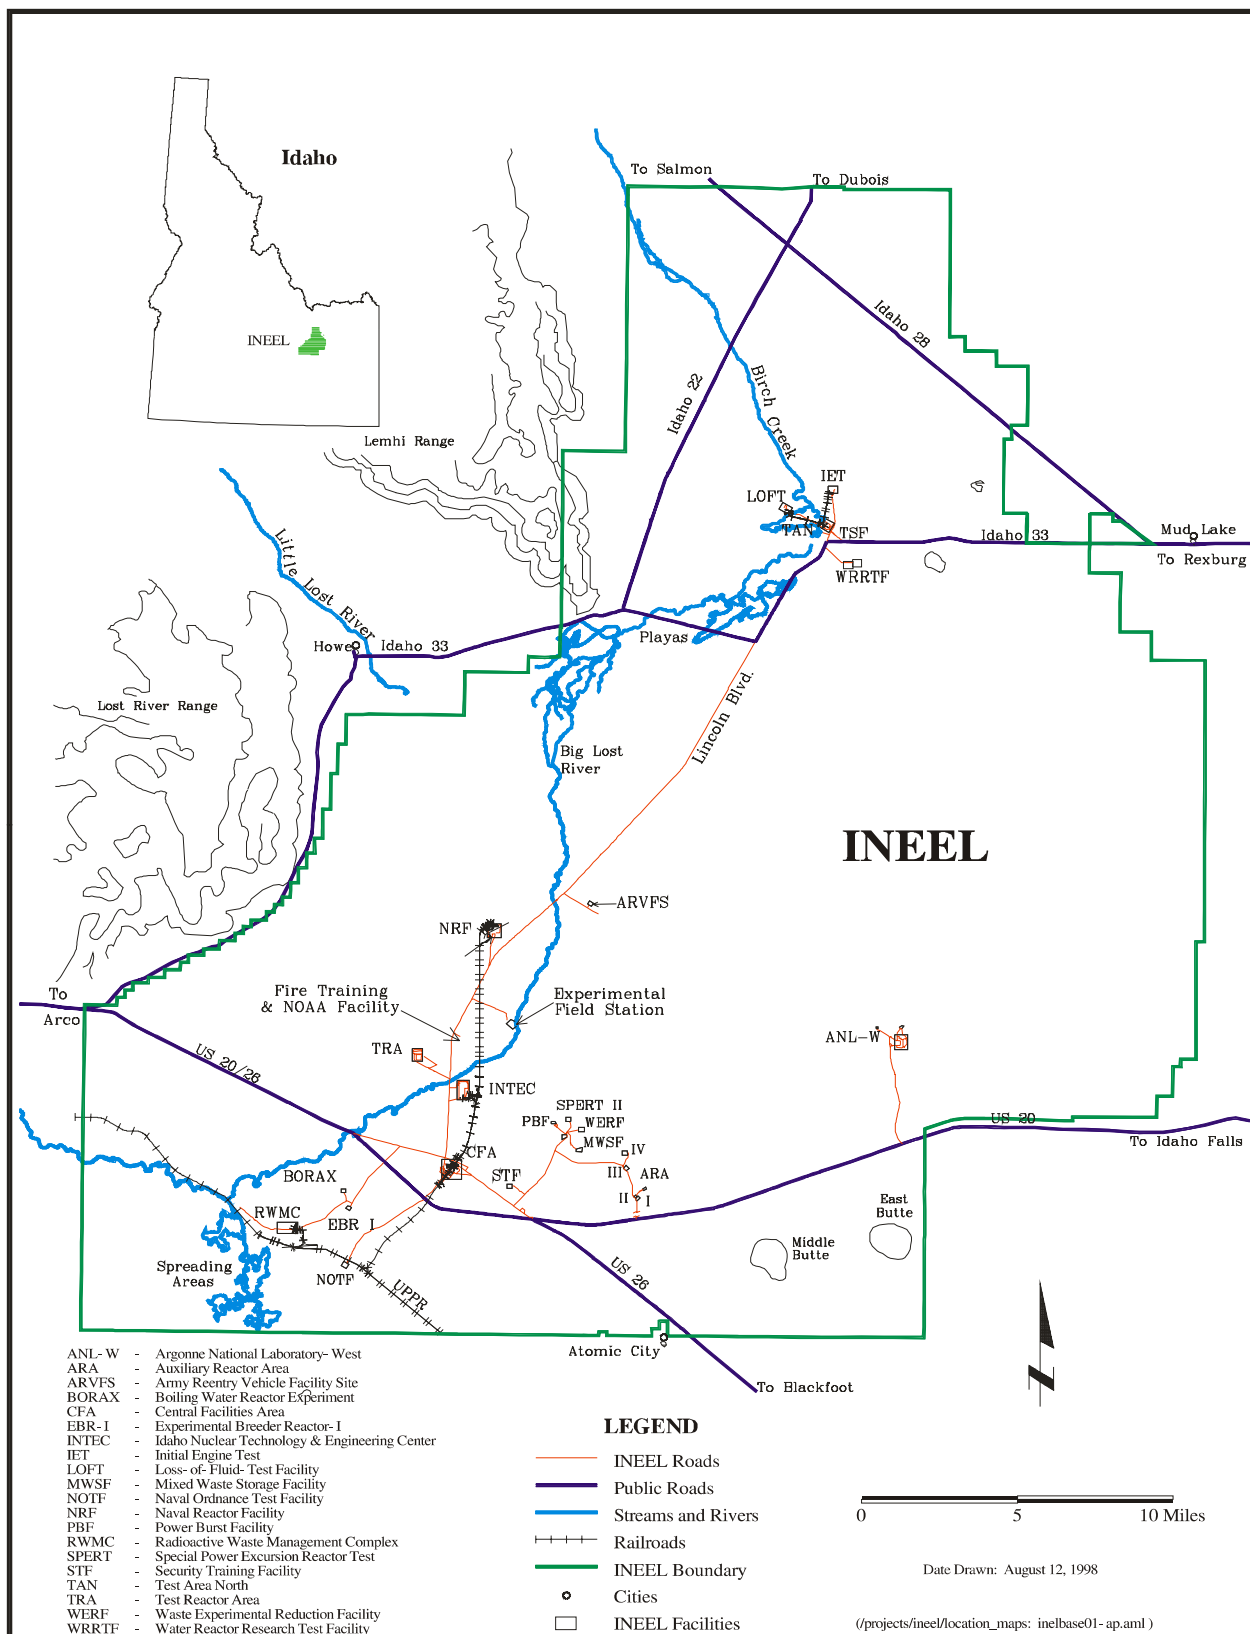 Idaho
INEEL
To Salmon
To Dubois
Idaho 28
Idaho 22
Birch Creek
Lemhi Range
IET
LOFT
TAN
TSF
Idaho 33
Mud Lake
To Rexburg
WRRTF
Little Lost River
Howe
Idaho 33
Playas
Lost River Range
Lincoln Blvd.
Big Lost
River
INEEL
ARVFS
NRF
To
Arco
Fire Training
& NOAA Facility
Experimental
Field Station
TRA
ANL-W
US 20/26
INTEC
SPERT II
PBF
WERF
MWSF
US 20
To Idaho Falls
CFA
IV
III
ARA
STF
BORAX
II
I
RWMC
EBR I
East
Butte
Middle
Butte
Spreading
Areas
NOTF
UPPR
US 26
Atomic City
To Blackfoot
ANL-W - Argonne National Laboratory-West
ARA - Auxiliary Reactor Area
ARVFS - Army Reentry Vehicle Facility Site
BORAX - Boiling Water Reactor Experiment
CFA - Central Facilities Area
EBR-I - Experimental Breeder Reactor-I
INTEC - Idaho Nuclear Technology & Engineering Center
IET - Initial Engine Test
LOFT - Loss-of-Fluid-Test Facility
MWSF - Mixed Waste Storage Facility
NOTF - Naval Ordnance Test Facility
NRF - Naval Reactor Facility
PBF - Power Burst Facility
RWMC - Radioactive Waste Management Complex
SPERT - Special Power Excursion Reactor Test
STF - Security Training Facility
TAN - Test Area North
TRA - Test Reactor Area
WERF - Waste Experimental Reduction Facility
WRRTF - Water Reactor Research Test Facility
LEGEND
INEEL Roads
Public Roads
Streams and Rivers
Railroads
INEEL Boundary
Cities
INEEL Facilities
0 5 10 Miles
Date Drawn: August 12, 1998
(/projects/ineel/location_maps: inelbase01-ap.aml )